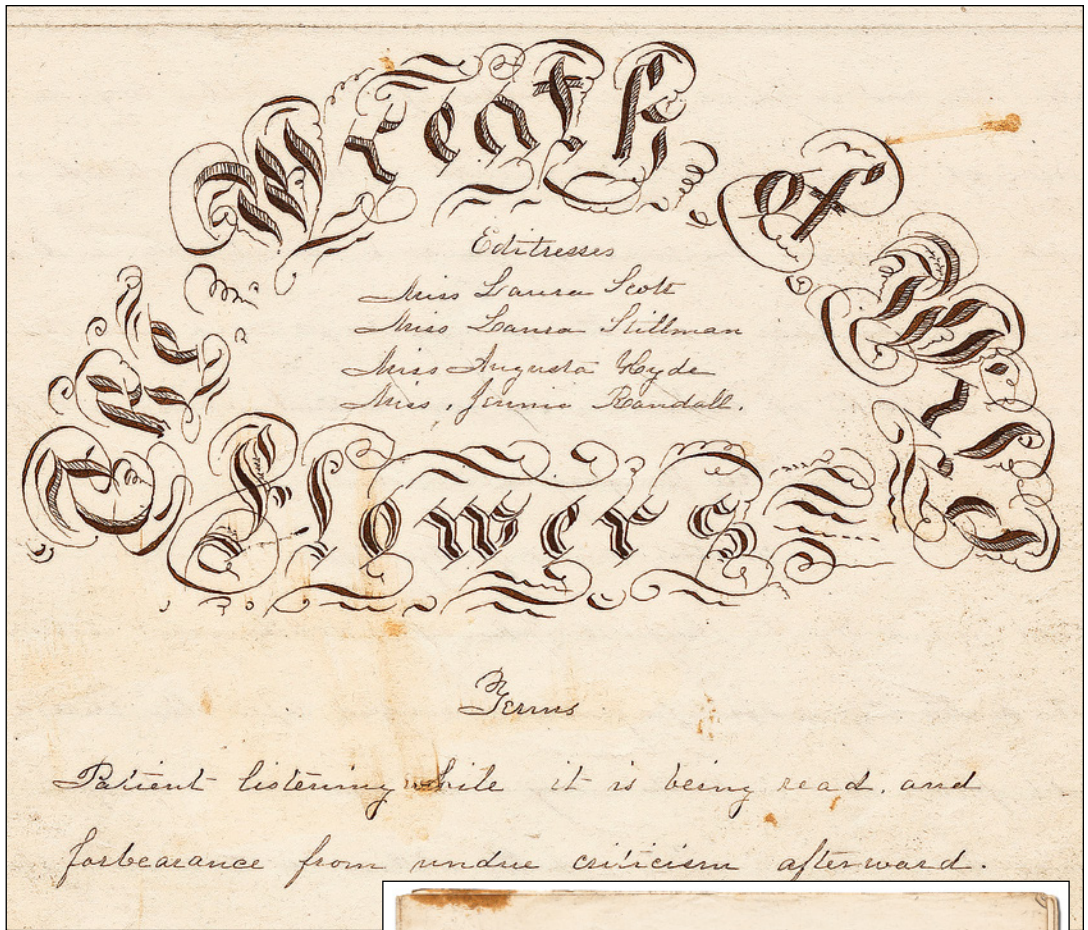 The Wreath of Wild
Flowers
Editresses
Miss Laura Scott
Miss Laura Stillman
Miss Augusta Hyde
Miss. Jennie Randall.
Terms
Patient listening while it is being read, and
forbearance from undue criticism afterward.